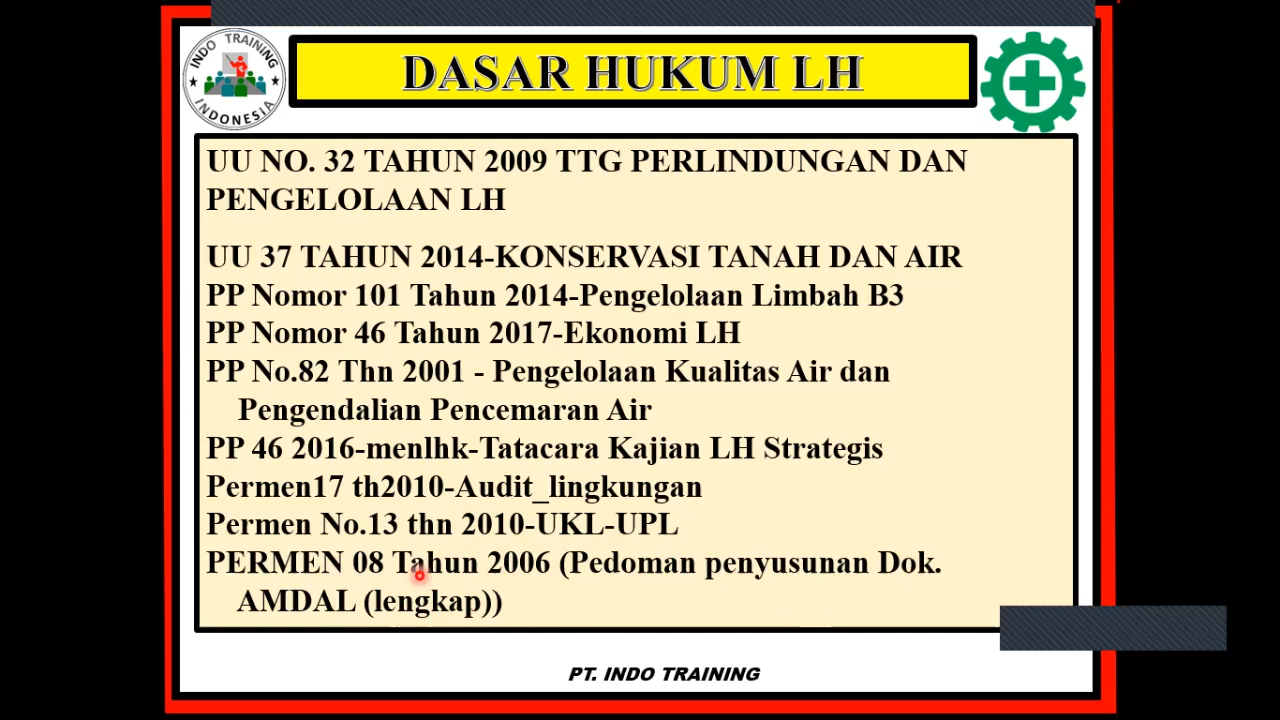 INDO TRAINING
INDONESIA
DASAR HUKUM LH
UU NO. 32 TAHUN 2009 TTG PERLINDUNGAN DAN
PENGELOLAAN LH
UU 37 TAHUN 2014-KONSERVASI TANAH DAN AIR
PP Nomor 101 Tahun 2014-Pengelolaan Limbah B3
PP Nomor 46 Tahun 2017-Ekonomi LH
PP No.82 Thn 2001 - Pengelolaan Kualitas Air dan
Pengendalian Pencemaran Air
PP 46 2016-menlhk-Tatacara Kajian LH Strategis
Permen17 th2010-Audit_lingkungan
Permen No.13 thn 2010-UKL-UPL
PERMEN 08 Tahun 2006 (Pedoman penyusunan Dok.
AMDAL (lengkap))
PT. INDO TRAINING